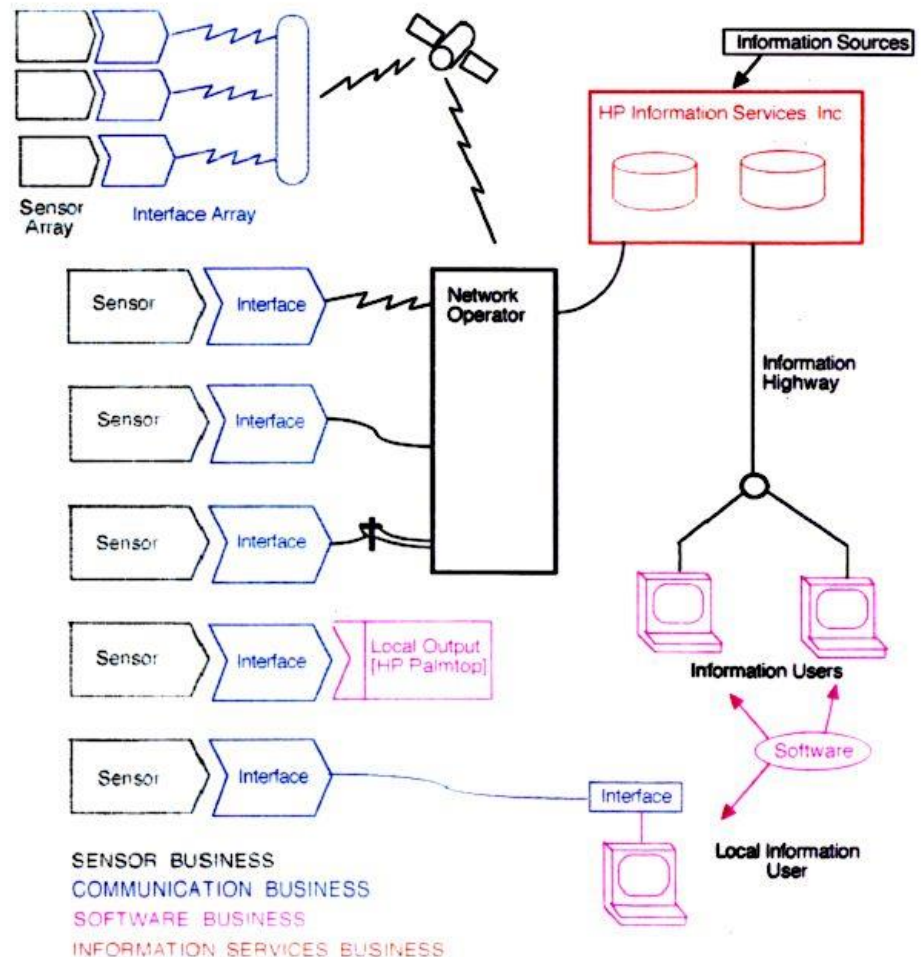 Information Sources
HP Information Services, Inc
Sensor
Array
Interface Array
Sensor
Interface
Network
Operator
Information
Highway
Sensor
Interface
Sensor
Interface
Sensor
Interface
Local Output
[HP Palmtop]
Information Users
Software
Sensor
Interface
Interface
Local Information
User
SENSOR BUSINESS
COMMUNICATION BUSINESS
SOFTWARE BUSINESS
INFORMATION SERVICES BUSINESS